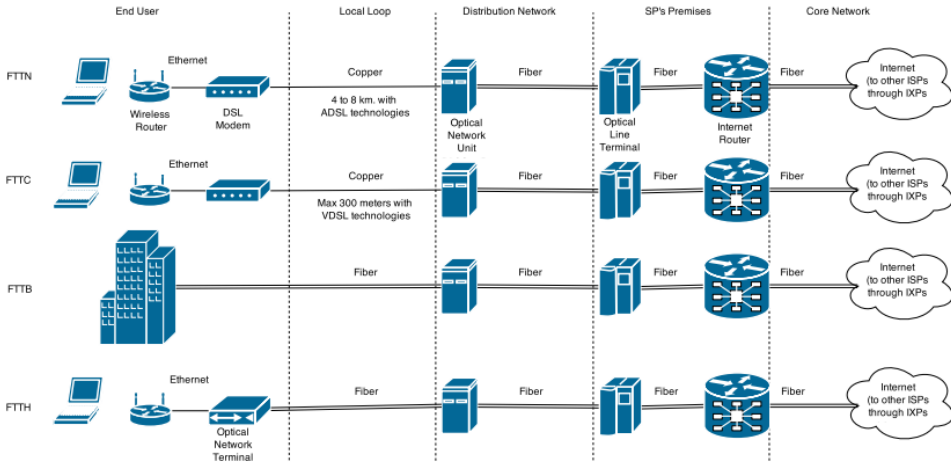 End User
Local Loop
Distribution Network
SP's Premises
Core Network
FTTN
Ethernet
Wireless
Router
DSL
Modem
Copper
4 to 8 km. with
ADSL technologies
Optical
Network
Unit
Fiber
Optical
Line
Terminal
Fiber
Internet
Router
Fiber
Internet
(to other ISPs
through IXPs)
FTTC
Ethernet
Copper
Max 300 meters with
VDSL technologies
Fiber
Fiber
Fiber
Internet
(to other ISPs
through IXPs)
FTTB
Fiber
Fiber
Fiber
Fiber
Internet
(to other ISPs
through IXPs)
FTTH
Ethernet
Optical
Network
Terminal
Fiber
Fiber
Fiber
Fiber
Internet
(to other ISPs
through IXPs)